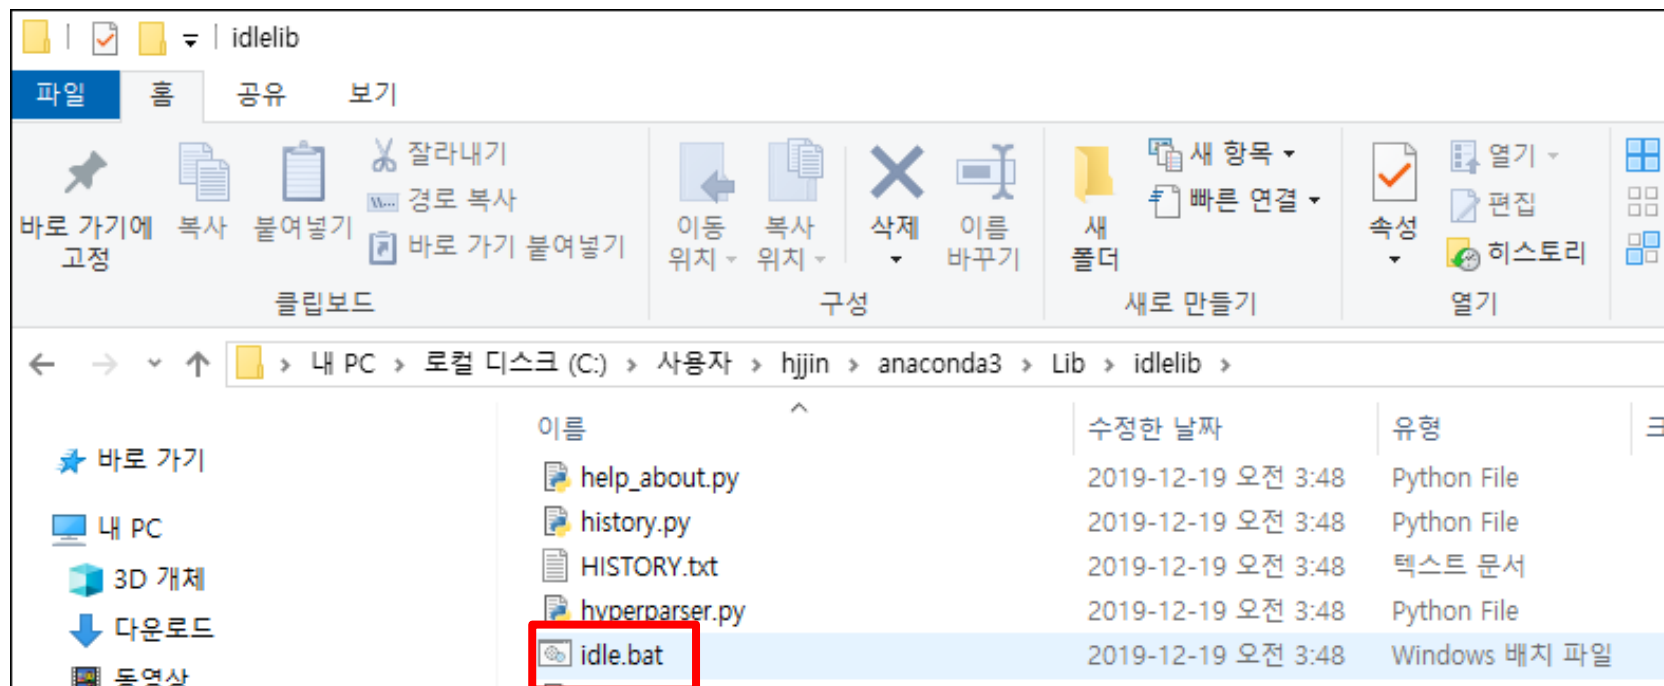 idlelib
파일 홈 공유 보기
잘라내기 새 항목 열기
경로 복사 빠른 연결 편집
바로 가기에 고정 복사 붙여넣기 바로 가기 붙여넣기 이동 위치 복사 위치 삭제 이름 바꾸기 새 폴더 속성 히스토리
클립보드 구성 새로 만들기 열기
내 PC > 로컬 디스크 (C:) > 사용자 > hjjin > anaconda3 > Lib > idlelib >
이름 수정한 날짜 유형
바로 가기
내 PC
3D 개체
다운로드
동영상
help_about.py 2019-12-19 오전 3:48 Python File
history.py 2019-12-19 오전 3:48 Python File
HISTORY.txt 2019-12-19 오전 3:48 텍스트 문서
hyperparser.py 2019-12-19 오전 3:48 Python File
idle.bat 2019-12-19 오전 3:48 Windows 배치 파일